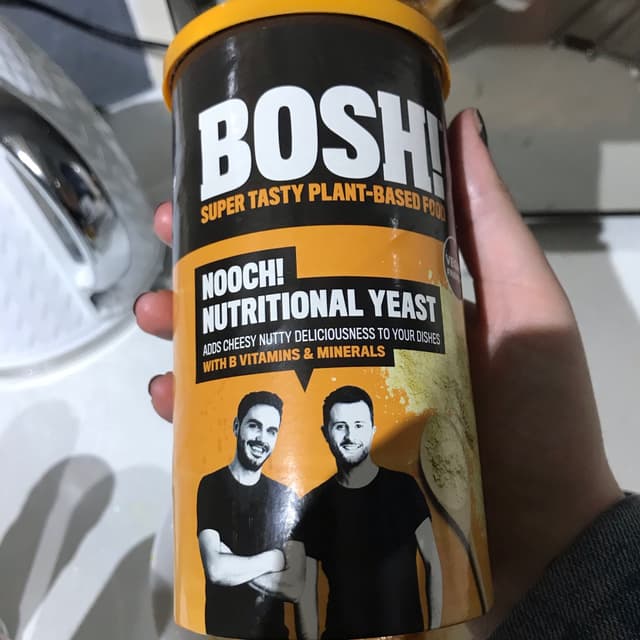 BOSH!
SUPER TASTY PLANT-BASED FOOD
NOOCH!
NUTRITIONAL YEAST
ADDS CHEESY NUTTY DELICIOUSNESS TO YOUR DISHES
WITH B VITAMINS & MINERALS